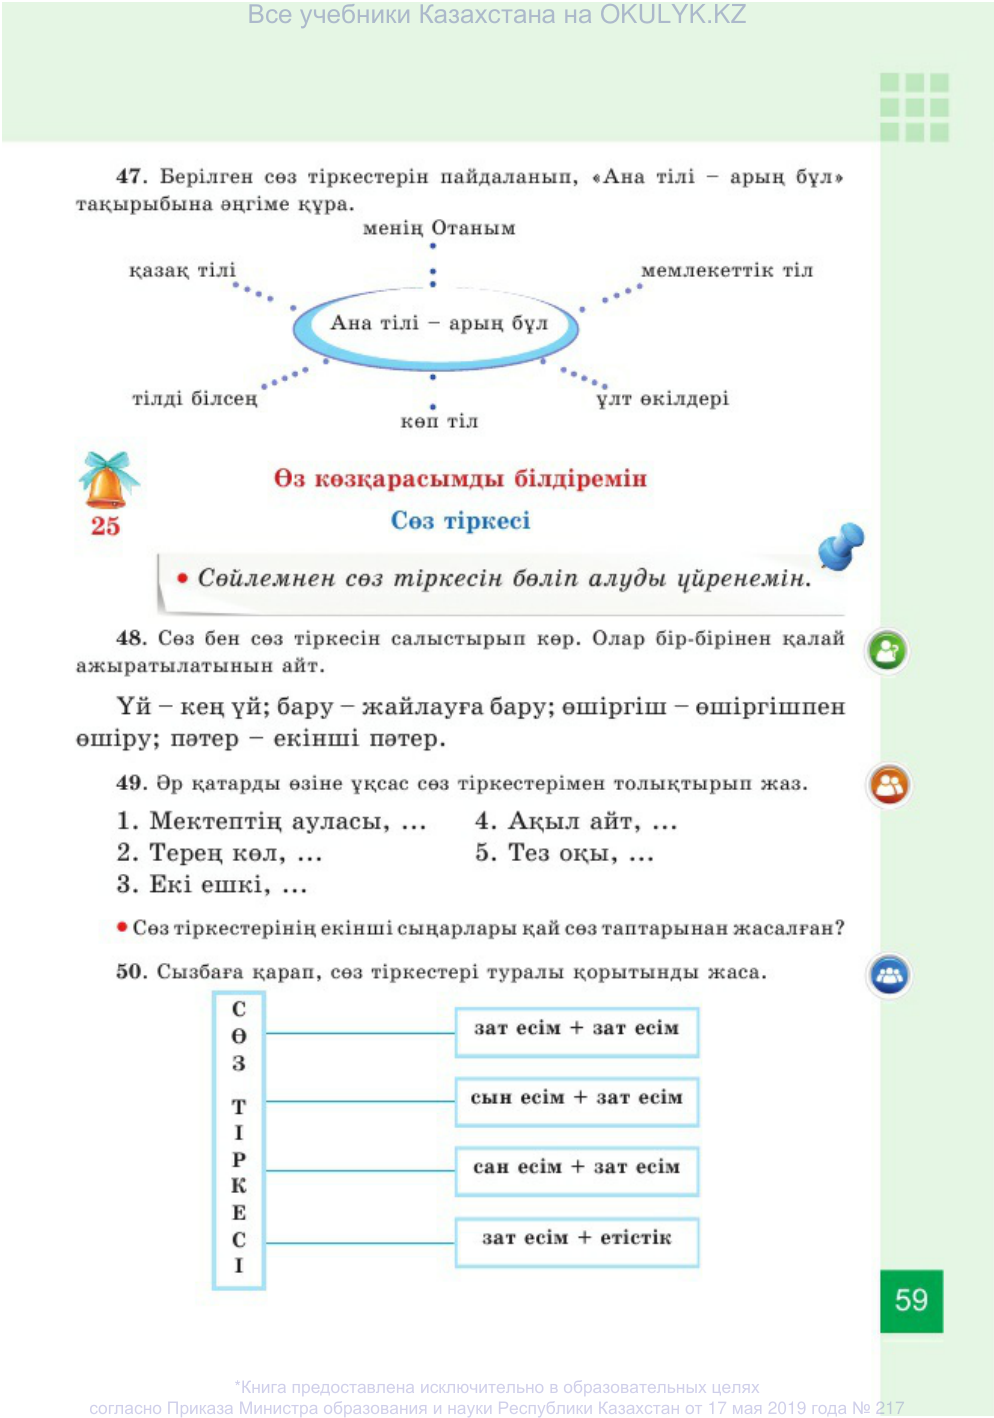 Все учебники Казахстана на OKULYK.KZ
47. Берілген сөз тіркестерін пайдаланып, «Ана тілі – арың бұл»
тақырыбына әңгіме құра.
менің Отаным
қазақ тілі
мемлекеттік тіл
Ана тілі – арың бұл
тілді білсең
ұлт өкілдері
көп тіл
25
Өз көзқарасымды білдіремін
Сөз тіркесі
• Сөйлемнен сөз тіркесін бөліп алуды үйренемін.
48. Сөз бен сөз тіркесін салыстырып көр. Олар бір-бірінен қалай
ажыратылатынын айт.
Үй – кең үй; бару – жайлауға бару; өшіргіш – өшіргішпен
өшіру; пәтер – екінші пәтер.
49. Әр қатарды өзіне ұқсас сөз тіркестерімен толықтырып жаз.
1. Мектептің ауласы, ...
4. Ақыл айт, ...
2. Терең көл, ...
5. Тез оқы, ...
3. Екі ешкі, ...
• Сөз тіркестерінің екінші сыңарлары қай сөз таптарынан жасалған?
50. Сызбаға қарап, сөз тіркестері туралы қорытынды жаса.
С
Ө
З
Т
І
Р
К
Е
С
І
зат есім + зат есім
сын есім + зат есім
сан есім + зат есім
зат есім + етістік
59
*Книга предоставлена исключительно в образовательных целях
согласно Приказа Министра образования и науки Республики Казахстан от 17 мая 2019 года № 217